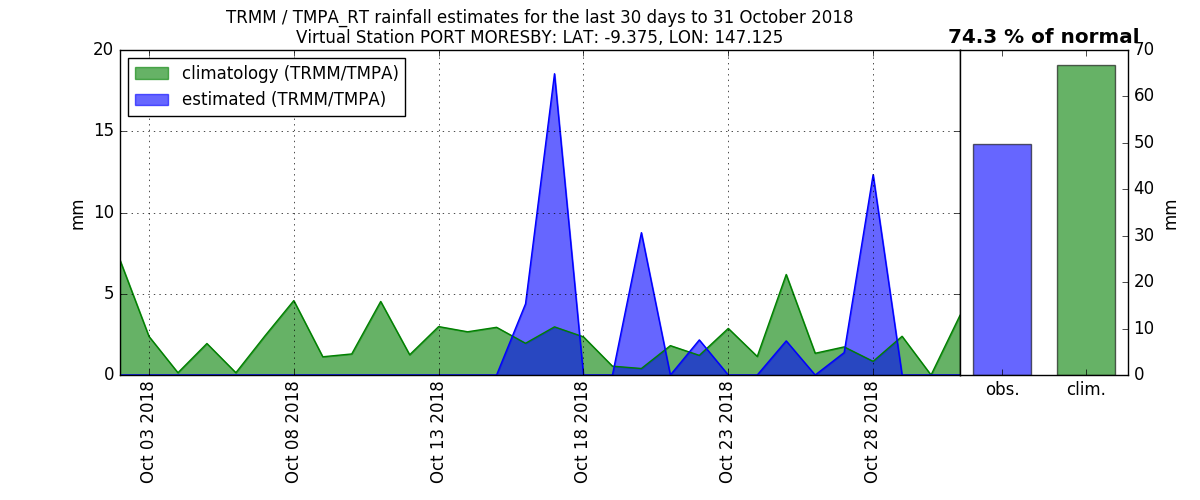 TRMM / TMPA_RT rainfall estimates for the last 30 days to 31 October 2018
Virtual Station PORT MORESBY: LAT: -9.375, LON: 147.125
74.3 % of normal
climatology (TRMM/TMPA)
estimated (TRMM/TMPA)
20
15
10
5
0
mm
Oct 03 2018
Oct 08 2018
Oct 13 2018
Oct 18 2018
Oct 23 2018
Oct 28 2018
obs.
clim.
70
60
50
40
30
20
10
0
mm